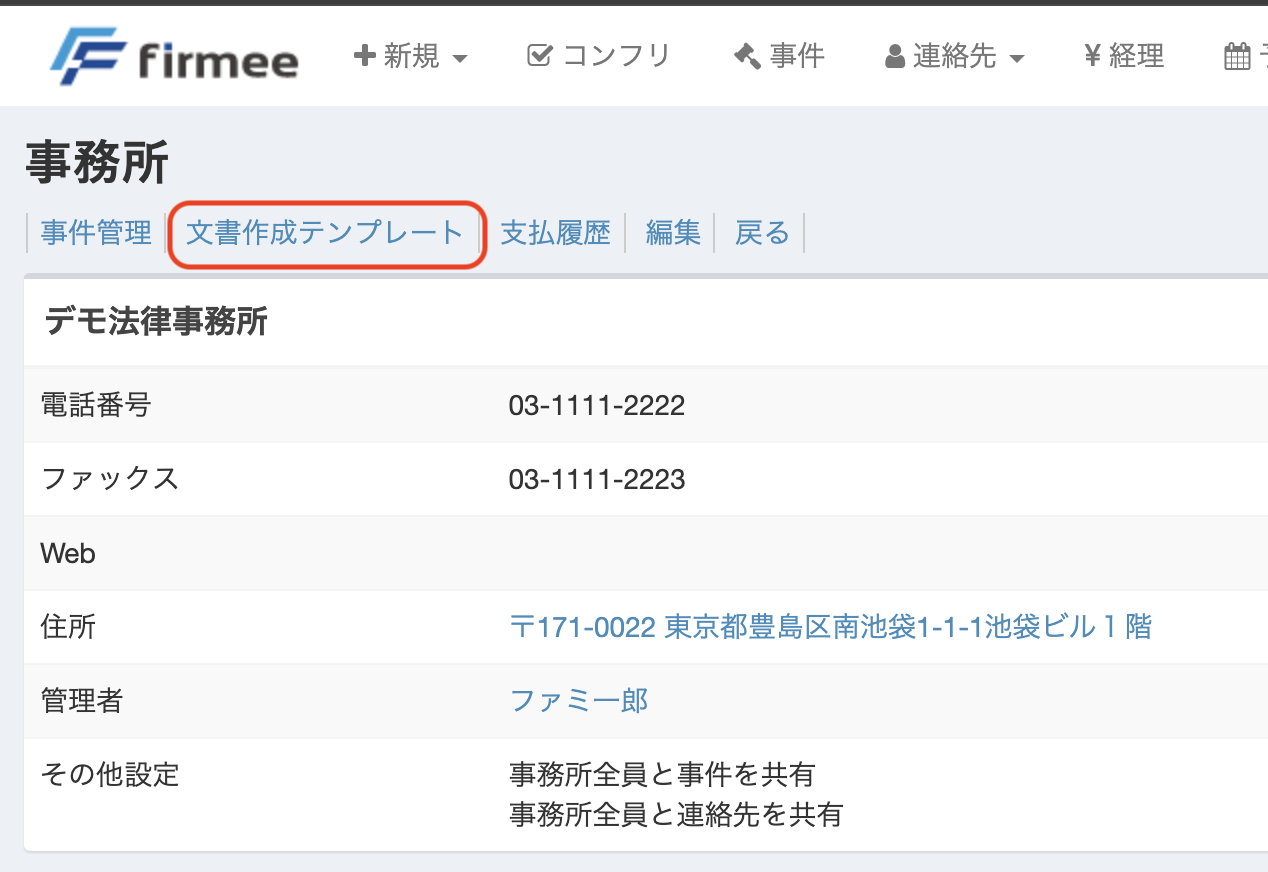 firmee 新規 コンフリ 事件 連絡先 ¥ 経理
事務所
事件管理 文書作成テンプレート 支払履歴 編集 戻る
デモ法律事務所
電話番号 03-1111-2222
ファックス 03-1111-2223
Web
住所 〒171-0022 東京都豊島区南池袋1-1-1池袋ビル1階
管理者 ファミ一郎
その他設定 事務所全員と事件を共有
事務所全員と連絡先を共有